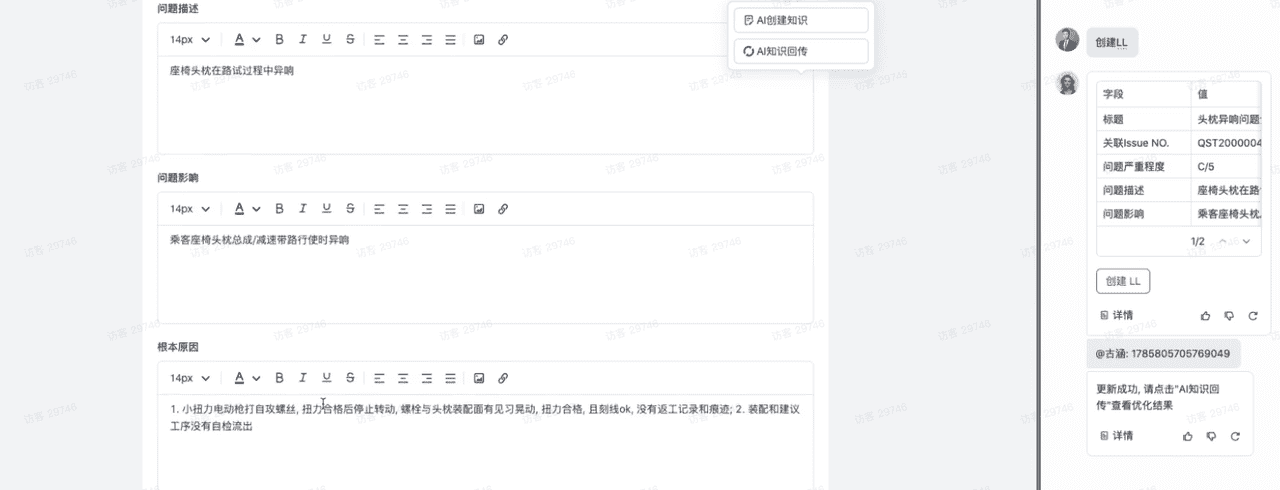 问题描述
14px
座椅头枕在路试过程中异响
问题影响
14px
乘客座椅头枕总成/减速带路行使时异响
根本原因
14px
1. 小扭力电动枪打自攻螺丝, 扭力合格后停止转动, 螺栓与头枕装配面有见习晃动, 扭力合格, 且刻线ok, 没有返工记录和痕迹; 2. 装配和建议
工序没有自检流出
AI创建知识
AI知识回传
创建LL
字段 值
标题 头枕异响问题
关联Issue NO. QST2000004
问题严重程度 C/5
问题描述 座椅头枕在路
问题影响 乘客座椅头枕
1/2
创建 LL
详情
@古涵: 1785805705769049
更新成功, 请点击"AI知识回
传"查看优化结果
详情
访客 29746